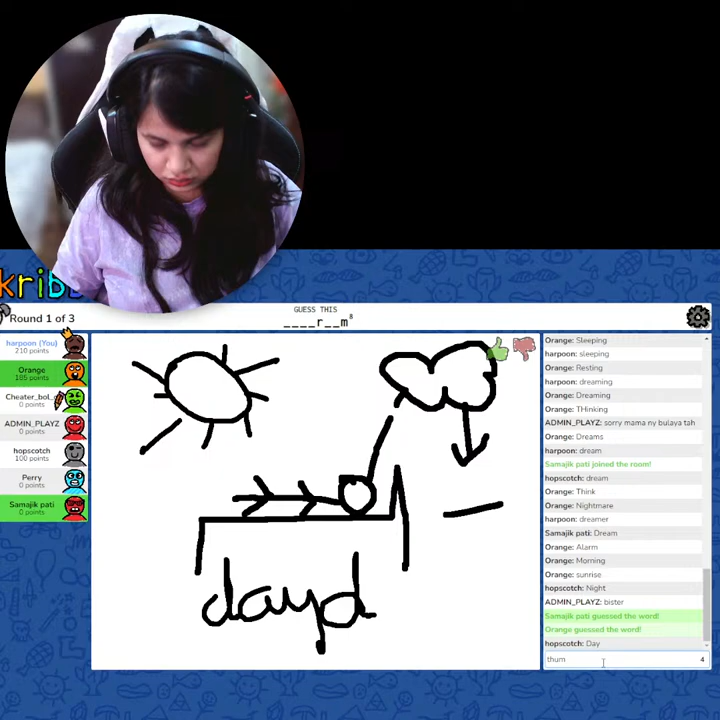 krib
Round 1 of 3
GUESS THIS
____r__m8
harpoon (You)
210 points
Orange
185 points
Cheater_bol_
0 points
ADMIN_PLAYZ
0 points
hopscotch
100 points
Perry
0 points
Samajik pati
0 points
dayd
Orange: Sleeping
harpoon: sleeping
Orange: Resting
harpoon: dreaming
Orange: Dreaming
Orange: THinking
ADMIN_PLAYZ: sorry mama ny bulaya tah
Orange: Dreams
harpoon: dream
Samajik pati joined the room!
hopscotch: dream
Orange: Think
Orange: Nightmare
harpoon: dreamer
Samajik pati: Dream
Orange: Alarm
Orange: Morning
Orange: sunrise
hopscotch: Night
ADMIN_PLAYZ: bister
Samajik pati guessed the word!
Orange guessed the word!
hopscotch: Day
thum 4